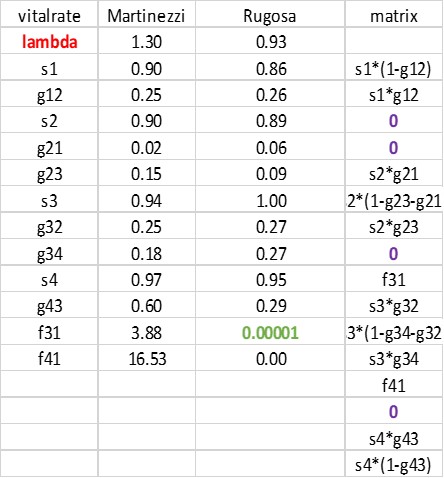 vitalrate Martinezzi Rugosa matrix
lambda 1.30 0.93
s1 0.90 0.86 s1*(1-g12)
g12 0.25 0.26 s1*g12
s2 0.90 0.89 0
g21 0.02 0.06 0
g23 0.15 0.09 s2*g21
s3 0.94 1.00 2*(1-g23-g21
g32 0.25 0.27 s2*g23
g34 0.18 0.27 0
s4 0.97 0.95 f31
g43 0.60 0.29 s3*g32
f31 3.88 0.00001 3*(1-g34-g32
f41 16.53 0.00 s3*g34
f41
0
s4*g43
s4*(1-g43)